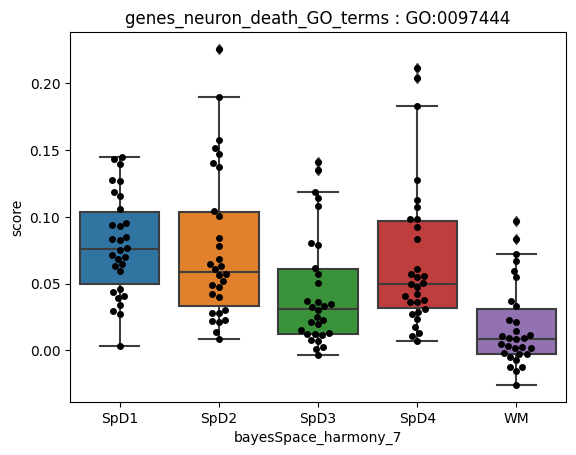 genes_neuron_death_GO_terms : GO:0097444
score
0.20
0.15
0.10
0.05
0.00
SpD1 SpD2 SpD3 SpD4 WM
bayesSpace_harmony_7